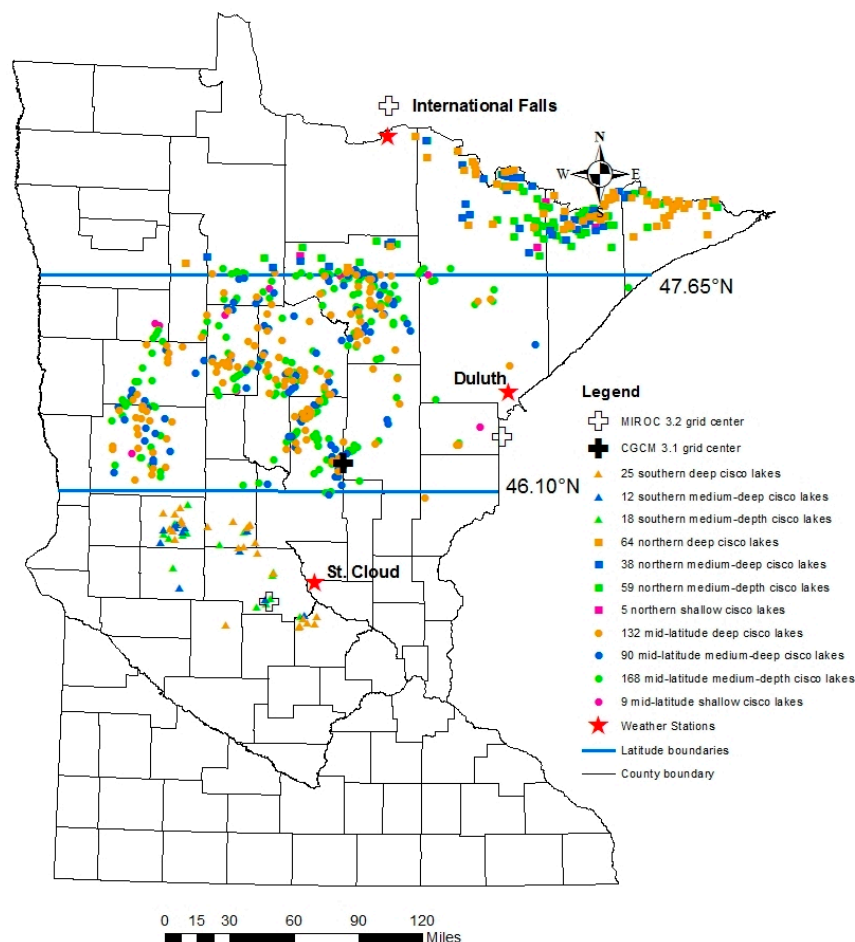 International Falls
N
W E
47.65°N
Duluth
Legend
MIROC 3.2 grid center
CGCM 3.1 grid center
46.10°N
25 southern deep cisco lakes
12 southern medium-deep cisco lakes
18 southern medium-depth cisco lakes
64 northern deep cisco lakes
38 northern medium-deep cisco lakes
59 northern medium-depth cisco lakes
5 northern shallow cisco lakes
132 mid-latitude deep cisco lakes
90 mid-latitude medium-deep cisco lakes
168 mid-latitude medium-depth cisco lakes
9 mid-latitude shallow cisco lakes
Weather Stations
Latitude boundaries
County boundary
St. Cloud
0 15 30 60 90 120
Miles